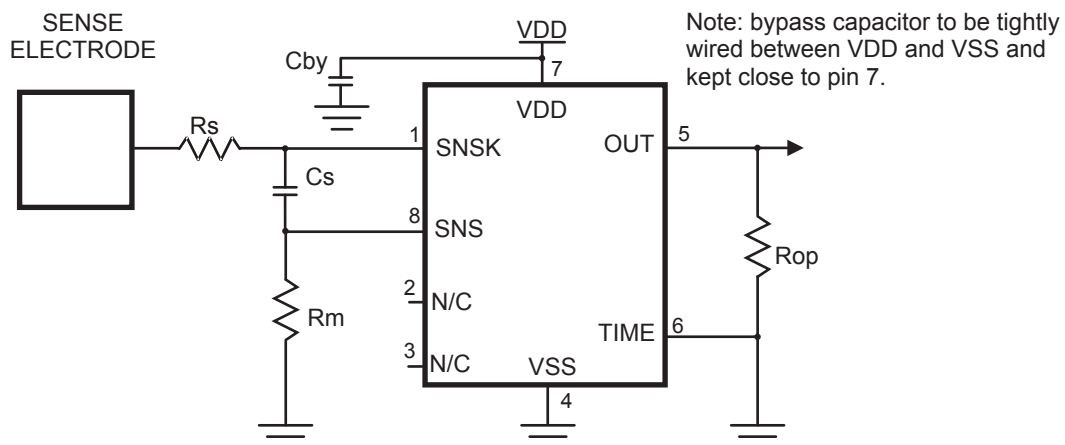 SENSE
ELECTRODE
VDD
Note: bypass capacitor to be tightly
wired between VDD and VSS and
kept close to pin 7.
Cby
7
VDD
Rs
1
SNSK
OUT
5
Cs
8
SNS
Rop
2
N/C
Rm
TIME
6
3
N/C
VSS
4